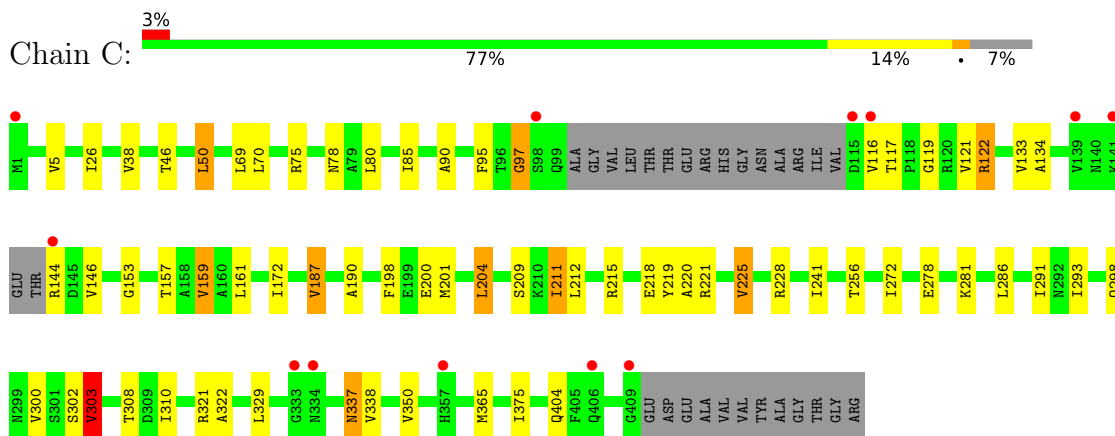 3%
Chain C:
77% 14% • 7%
M1 V5 I26 V38 T46 L50 L69 L70 R75 N78 A79 L80 I85 A90 F95 T96 G97 S98 Q99 ALA GLY VAL LEU THR THR GLU ARG HIS GLY ASN ALA ARG ILE VAL D115 V116 T117 P118 G119 R120 V121 R122 V133 A134 V139 N140 K141
GLU THR R144 D145 V146 G153 T157 A158 V159 A160 L161 I172 V187 A190 F198 E199 E200 M201 L204 S209 K210 I211 L212 R215 E218 Y219 A220 R221 V225 R228 I241 T256 I272 E278 K281 L286 I291 N292 I293
N299 V300 S301 S302 V303 T308 D309 I310 R321 A322 L329 G333 N334 N337 V338 V350 H357 M365 I375 Q404 F405 Q406 G409 GLU ASP GLU ALA VAL VAL TYR ALA GLY THR GLY ARG